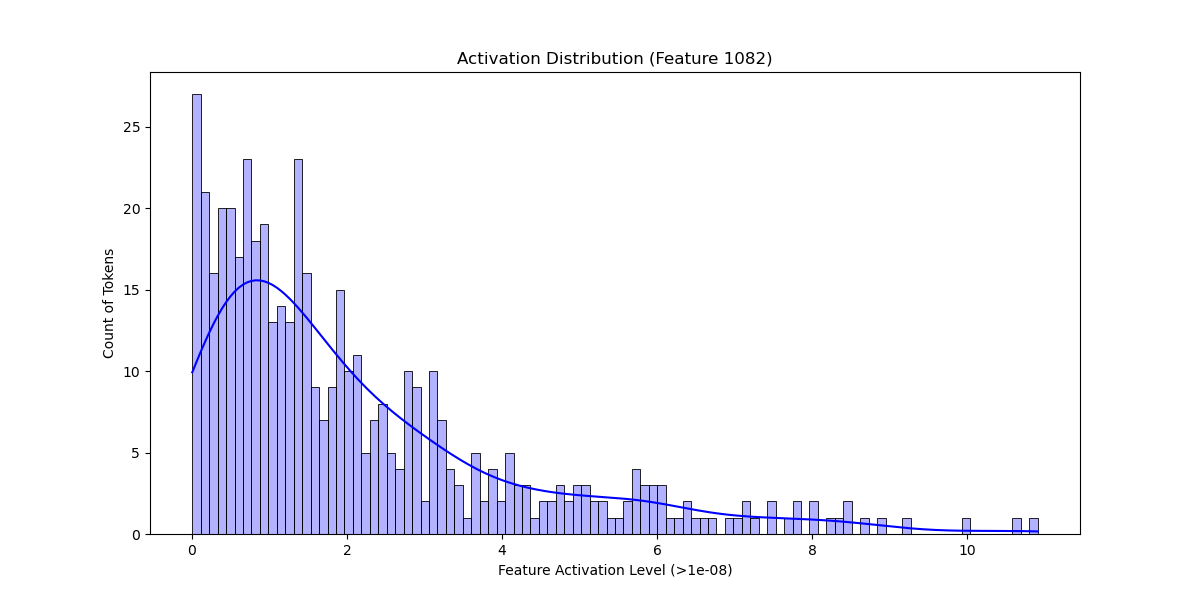 Activation Distribution (Feature 1082)
Count of Tokens
25
20
15
10
5
0
0 2 4 6 8 10
Feature Activation Level (>1e-08)